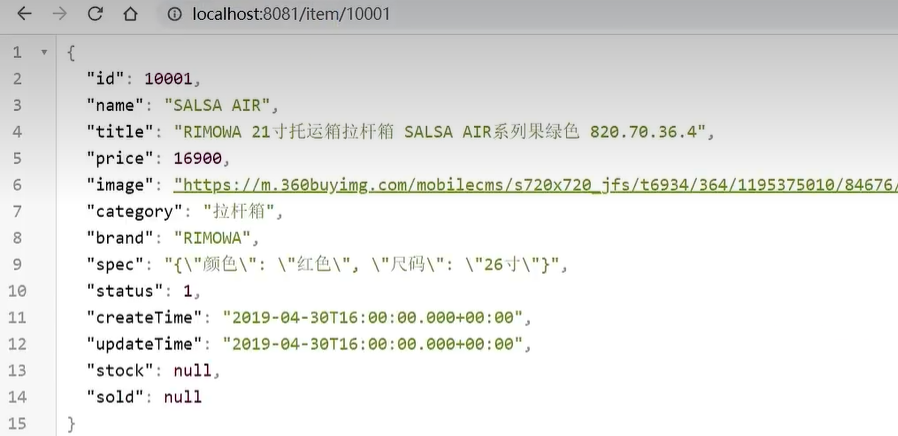 localhost:8081/item/10001
1 {
2 "id": 10001,
3 "name": "SALSA AIR",
4 "title": "RIMOWA 21寸托运箱拉杆箱 SALSA AIR系列果绿色 820.70.36.4",
5 "price": 16900,
6 "image": "https://m.360buyimg.com/mobilecms/s720x720_jfs/t6934/364/1195375010/84676/
7 "category": "拉杆箱",
8 "brand": "RIMOWA",
9 "spec": "{\"颜色\": \"红色\", \"尺码\": \"26寸\"}",
10 "status": 1,
11 "createTime": "2019-04-30T16:00:00.000+00:00",
12 "updateTime": "2019-04-30T16:00:00.000+00:00",
13 "stock": null,
14 "sold": null
15 }